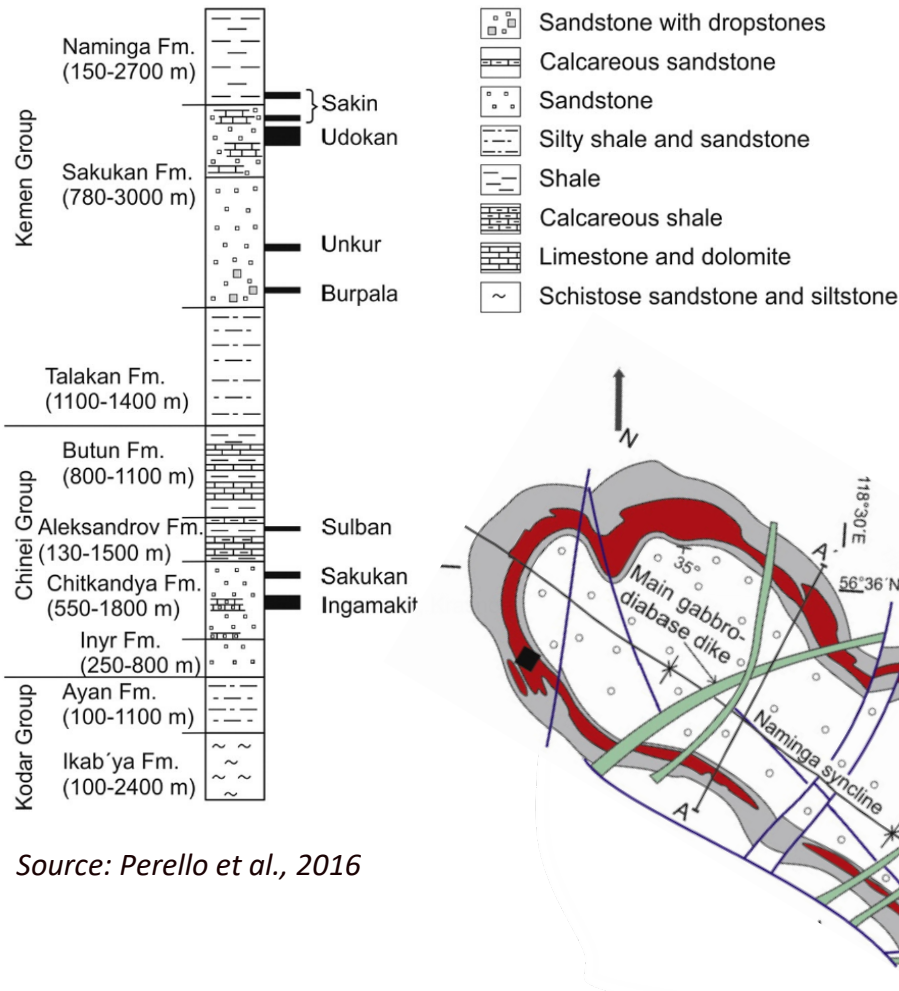 Kemen Group
Naminga Fm.
(150-2700 m)
Sakukan Fm.
(780-3000 m)
Talakan Fm.
(1100-1400 m)
Chinei Group
Butun Fm.
(800-1100 m)
Aleksandrov Fm.
(130-1500 m)
Chitkandya Fm.
(550-1800 m)
Inyr Fm.
(250-800 m)
Kodar Group
Ayan Fm.
(100-1100 m)
Ikab´ya Fm.
(100-2400 m)
Sakin
Udokan
Unkur
Burpala
Sulban
Sakukan
Ingamakit
Sandstone with dropstones
Calcareous sandstone
Sandstone
Silty shale and sandstone
Shale
Calcareous shale
Limestone and dolomite
Schistose sandstone and siltstone
N
118°30´E
A´
56°36´N
35°
Main gabbro-
diabase dike
Naminga syncline
A
Source: Perello et al., 2016